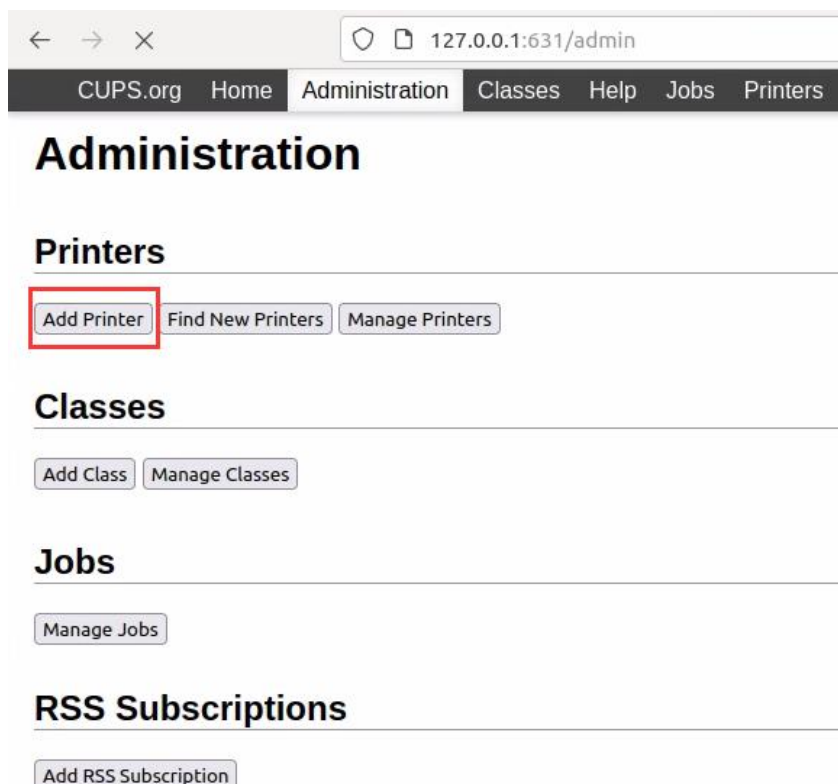 127.0.0.1:631/admin
CUPS.org Home Administration Classes Help Jobs Printers
Administration
Printers
Add Printer Find New Printers Manage Printers
Classes
Add Class Manage Classes
Jobs
Manage Jobs
RSS Subscriptions
Add RSS Subscription